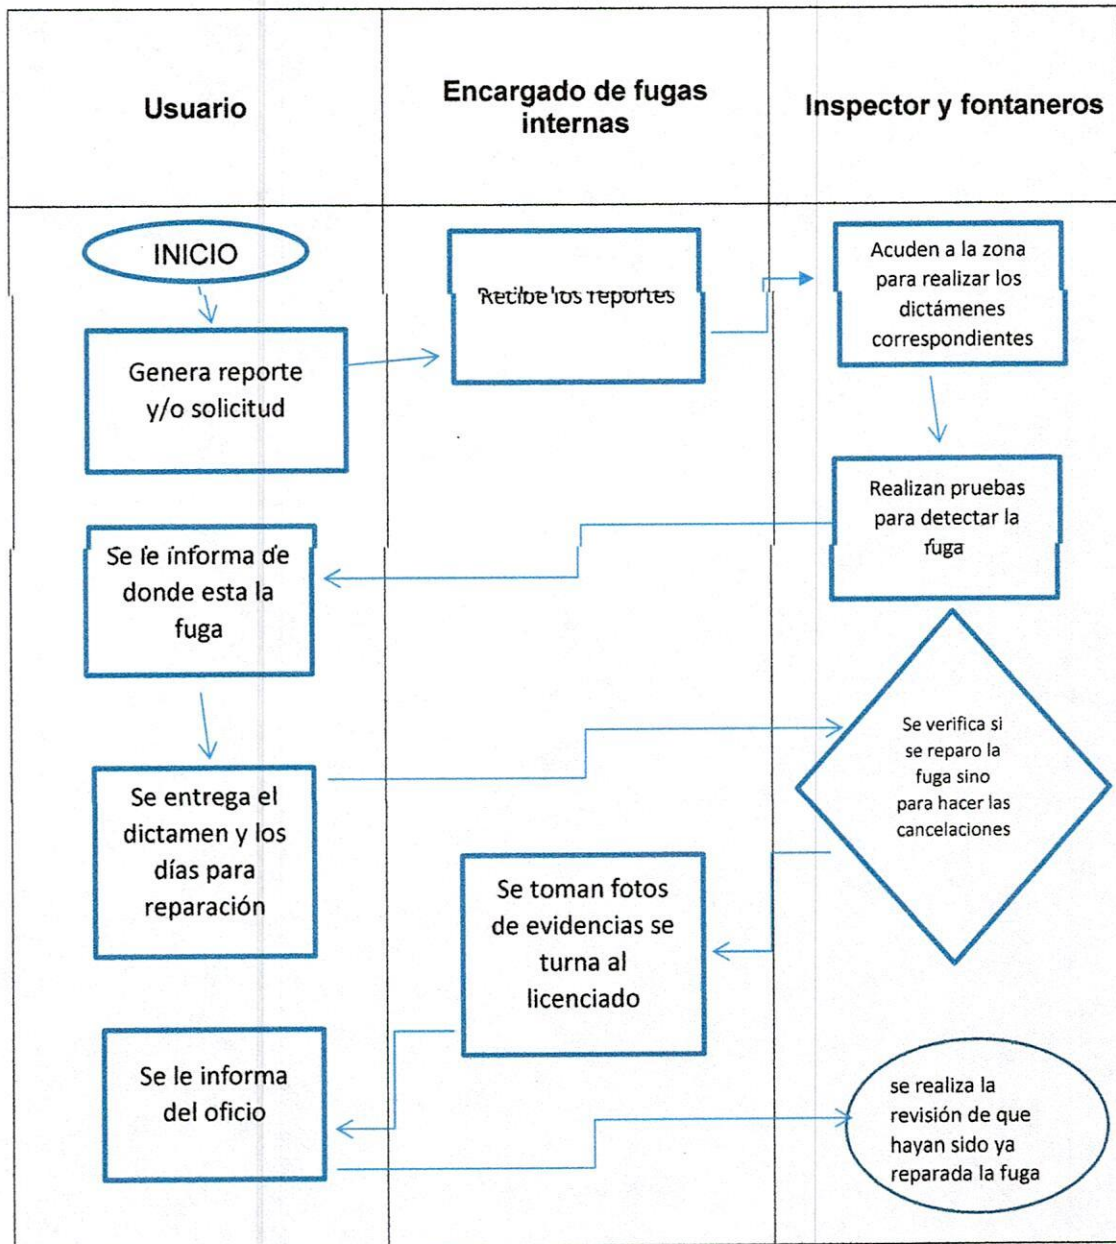 Usuario
Encargado de fugas
internas
Inspector y fontaneros
INICIO
Genera reporte
y/o solicitud
Recibe los reportes
Acuden a la zona
para realizar los
dictámenes
correspondientes
Realizan pruebas
para detectar la
fuga
Se le informa de
donde esta la
fuga
Se entrega el
dictamen y los
días para
reparación
Se verifica si
se reparo la
fuga sino
para hacer las
cancelaciones
Se toman fotos
de evidencias se
turna al
licenciado
Se le informa
del oficio
se realiza la
revisión de que
hayan sido ya
reparada la fuga